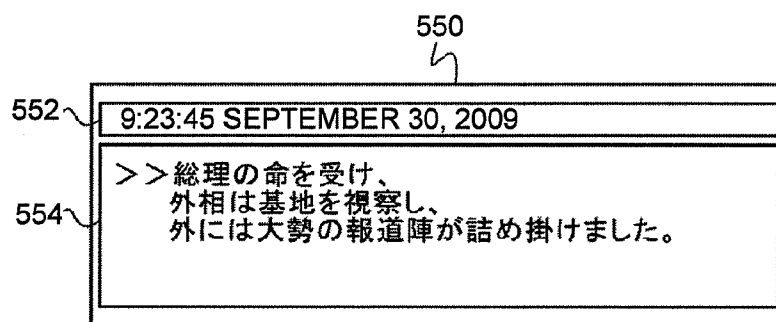 550
552
9:23:45 SEPTEMBER 30, 2009
554
>>総理の命を受け、
外相は基地を視察し、
外には大勢の報道陣が詰め掛けました。